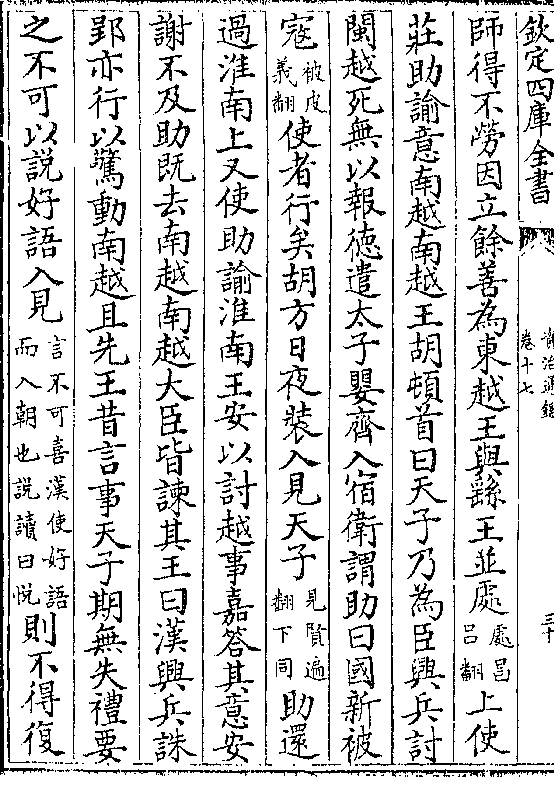 欽定四庫全書
卷十七
師得不勞因立餘善為東越王與繇王並處處昌呂翻上使
莊助諭意南越南越王胡頓首曰天子乃為臣興兵討
閩越死無以報德遣太子嬰齊入宿衛謂助曰國新被
寇被皮義翻使者行矣胡方日夜裝入見天子見賢遍翻下同助還
過淮南上又使助諭淮南王安以討越事嘉答其意安
謝不及助既去南越南越大臣皆諫其王曰漢興兵誅
郢亦行以驚動南越且先王昔言事天子期無失禮要
之不可以說好語入見言不可喜漢使好語而入朝也說讀曰悅則不得復